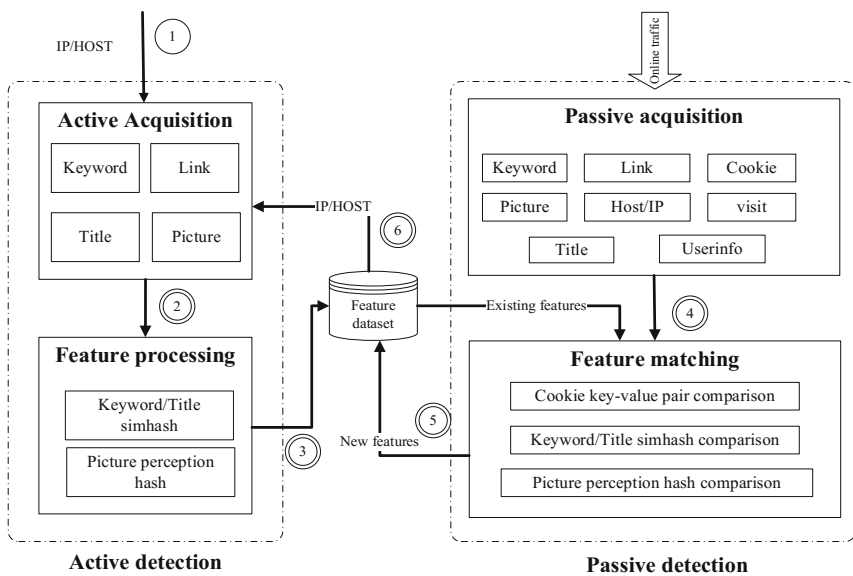 IP/HOST
1
Online traffic
Active Acquisition
Keyword
Link
Title
Picture
2
Feature processing
Keyword/Title
simhash
Picture perception
hash
3
Active detection
IP/HOST
6
Feature
dataset
Existing features
New features
5
Passive acquisition
Keyword
Link
Cookie
Picture
Host/IP
visit
Title
Userinfo
4
Feature matching
Cookie key-value pair comparison
Keyword/Title simhash comparison
Picture perception hash comparison
Passive detection